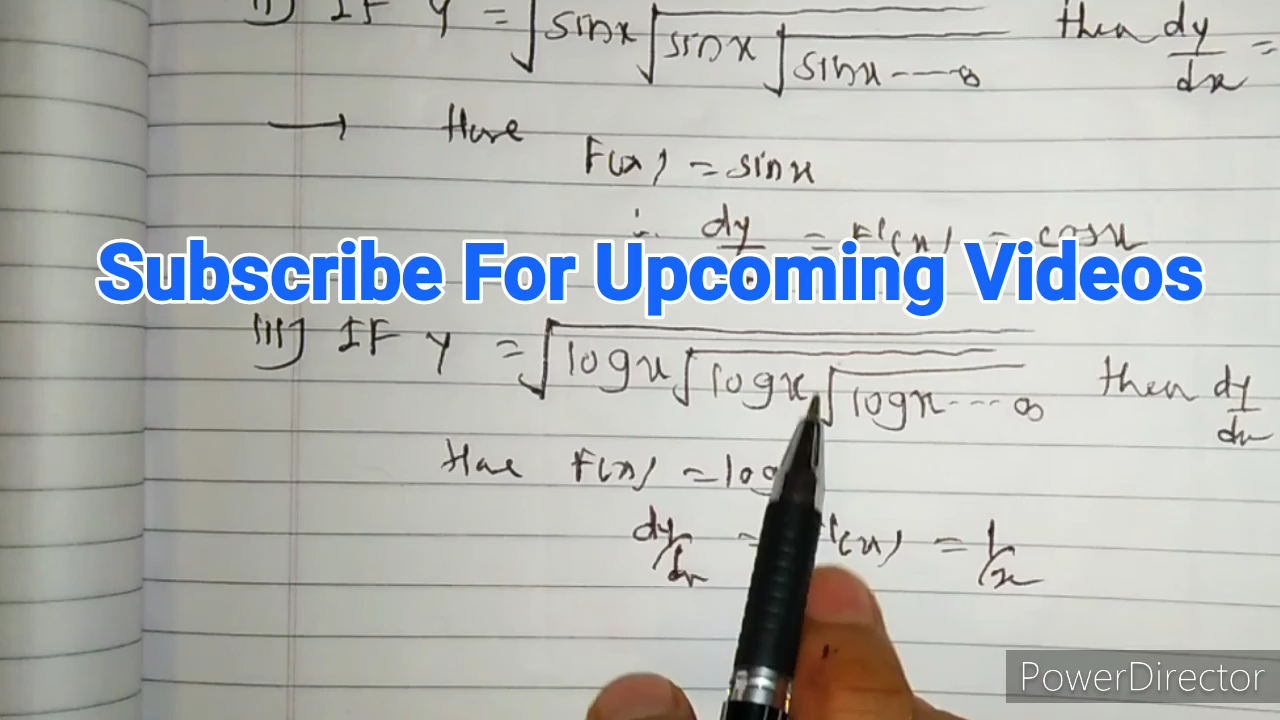 ii] IF Y = √sinx√sinx√sinx----∞ then dy/dx =
→ Here
F(x) = sinx
∴ dy = F'(x) = cosx
Subscribe For Upcoming Videos
iii] IF Y = √logx√logx√logx---∞ then dy/dx
Here F(x) = log
dy/dx = '(x) = 1/x
PowerDirector